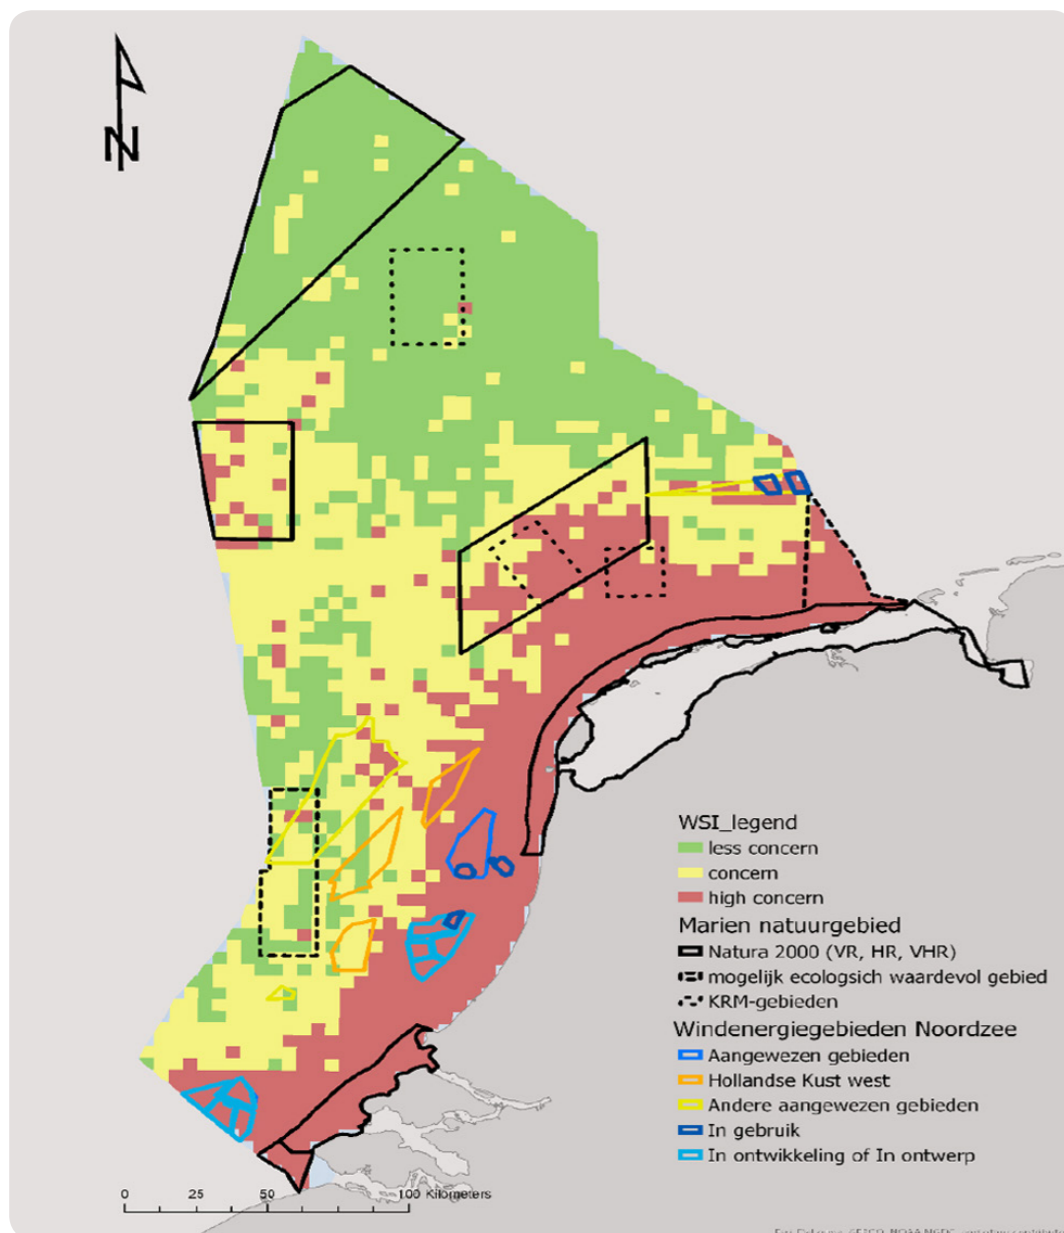 N
WSI_legend
less concern
concern
high concern
Marien natuurgebied
Natura 2000 (VR, HR, VHR)
mogelijk ecologsich waardevol gebied
KRM-gebieden
Windenergiegebieden Noordzee
Aangewezen gebieden
Hollandse Kust west
Andere aangewezen gebieden
In gebruik
In ontwikkeling of In ontwerp
0 25 50 100 Kilometers